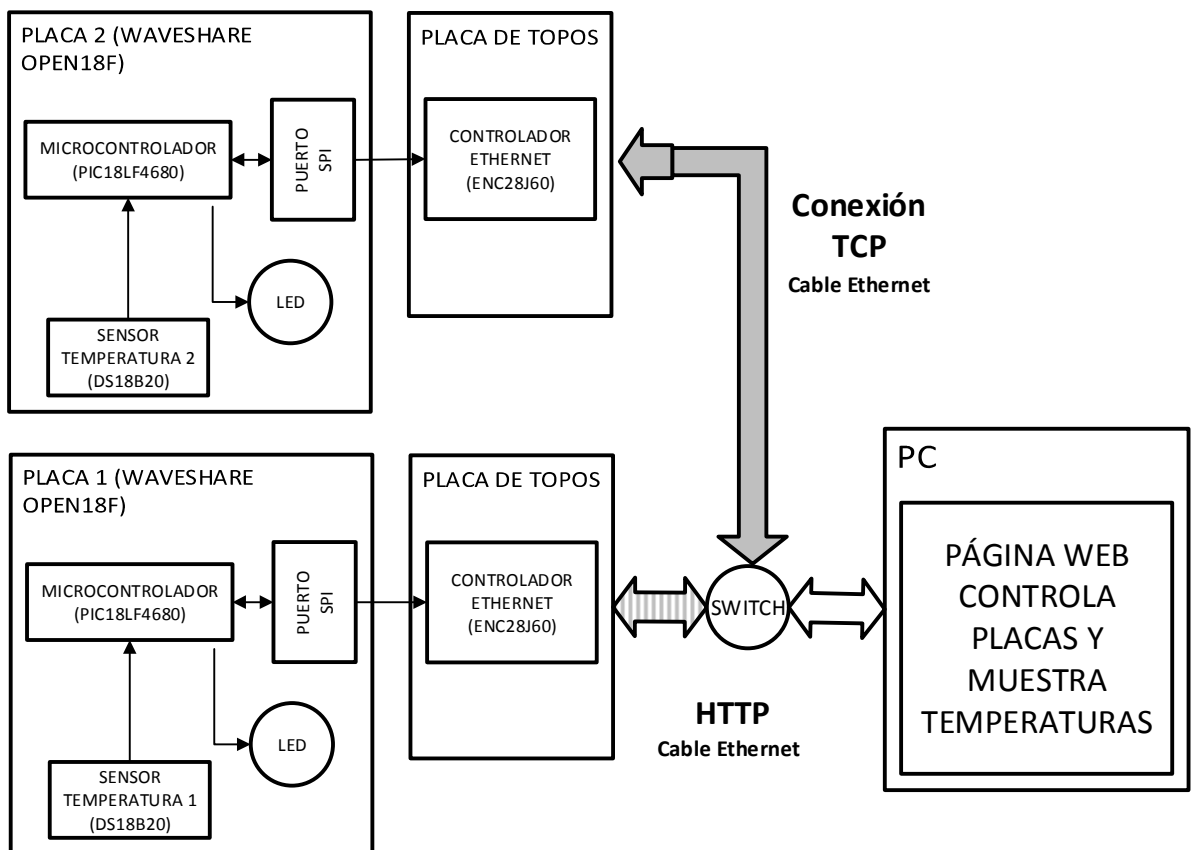 PLACA 2 (WAVESHARE
OPEN18F)
MICROCONTROLADOR
(PIC18LF4680)
PUERTO
SPI
LED
SENSOR
TEMPERATURA 2
(DS18B20)
PLACA DE TOPOS
CONTROLADOR
ETHERNET
(ENC28J60)
Conexión
TCP
Cable Ethernet
PLACA 1 (WAVESHARE
OPEN18F)
MICROCONTROLADOR
(PIC18LF4680)
PUERTO
SPI
LED
SENSOR
TEMPERATURA 1
(DS18B20)
PLACA DE TOPOS
CONTROLADOR
ETHERNET
(ENC28J60)
SWITCH
HTTP
Cable Ethernet
PC
PÁGINA WEB
CONTROLA
PLACAS Y
MUESTRA
TEMPERATURAS